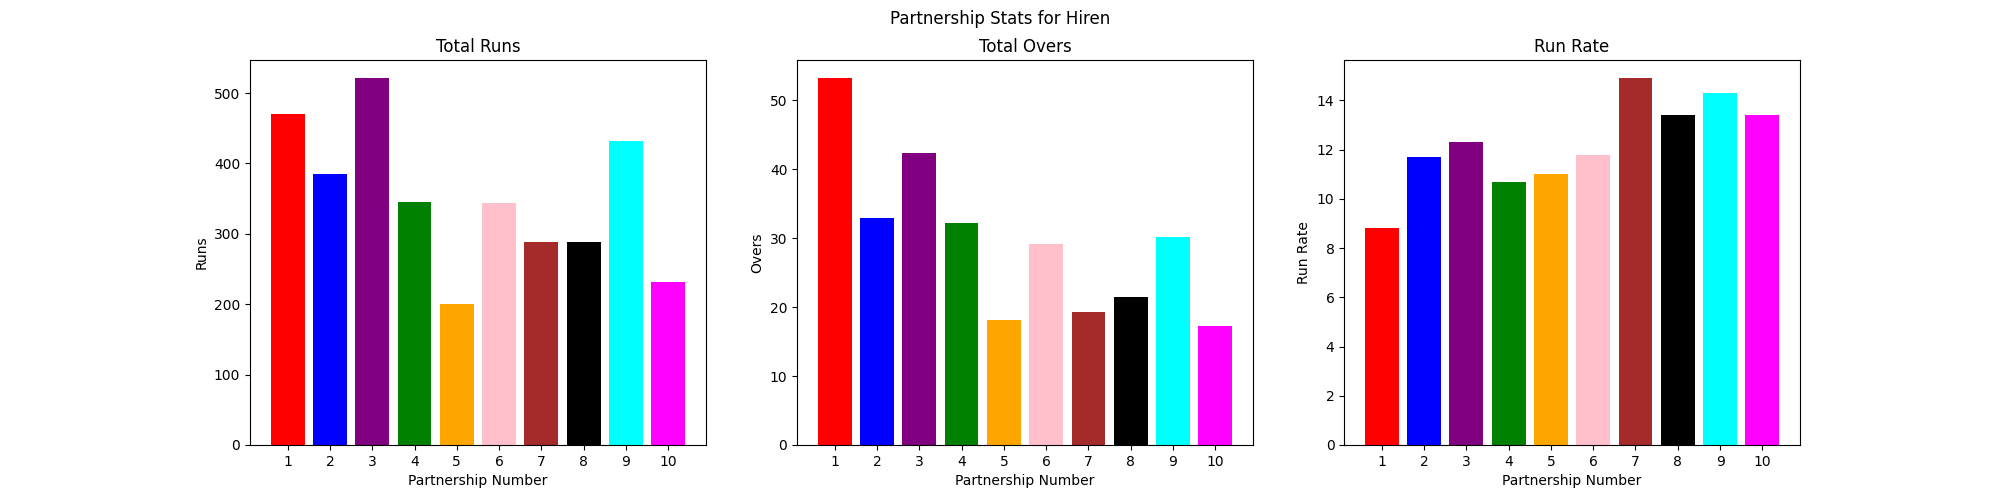 Partnership Stats for Hiren
Total Runs
Runs
500
400
300
200
100
0
1 2 3 4 5 6 7 8 9 10
Partnership Number
Total Overs
Overs
50
40
30
20
10
0
1 2 3 4 5 6 7 8 9 10
Partnership Number
Run Rate
Run Rate
14
12
10
8
6
4
2
0
1 2 3 4 5 6 7 8 9 10
Partnership Number